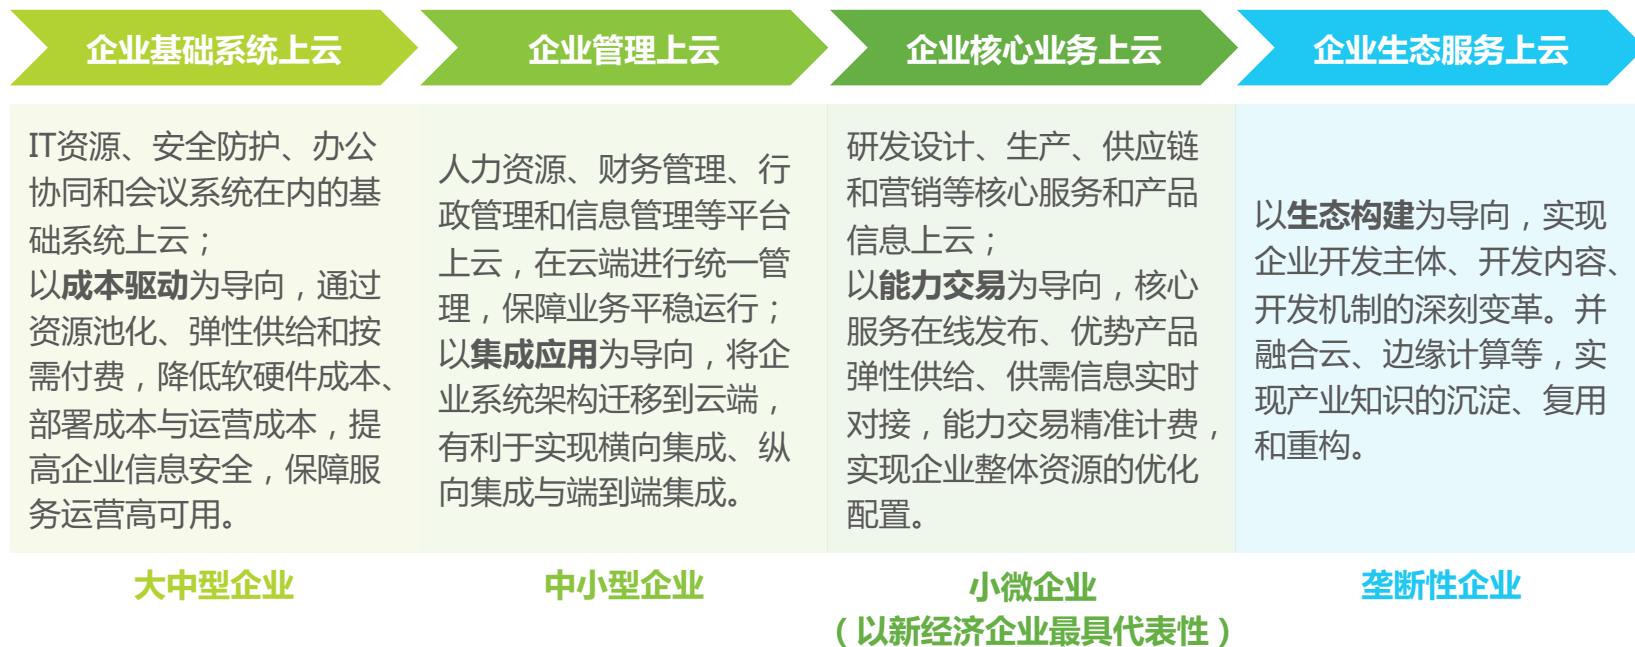 企业基础系统上云
企业管理上云
企业核心业务上云
企业生态服务上云
IT资源、安全防护、办公
协同和会议系统在内的基
础系统上云；
以成本驱动为导向，通过
资源池化、弹性供给和按
需付费，降低软硬件成本、
部署成本与运营成本，提
高企业信息安全，保障服
务运营高可用。
人力资源、财务管理、行
政管理和信息管理等平台
上云，在云端进行统一管
理，保障业务平稳运行；
以集成应用为导向，将企
业系统架构迁移到云端，
有利于实现横向集成、纵
向集成与端到端集成。
研发设计、生产、供应链
和营销等核心服务和产品
信息上云；
以能力交易为导向，核心
服务在线发布、优势产品
弹性供给、供需信息实时
对接，能力交易精准计费，
实现企业整体资源的优化
配置。
以生态构建为导向，实现
企业开发主体、开发内容、
开发机制的深刻变革。并
融合云、边缘计算等，实
现产业知识的沉淀、复用
和重构。
大中型企业
中小型企业
小微企业
（以新经济企业最具代表性）
垄断性企业